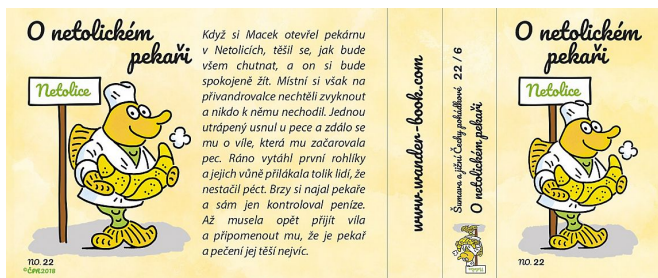 O netolickém
pekaři
Netolice
NO. 22
©ČEVL 2018
Když si Macek otevřel pekárnu
v Netolicích, těšil se, jak bude
všem chutnat, a on si bude
spokojeně žít. Místní si však na
přivandrovalce nechtěli zvyknout
a nikdo k němu nechodil. Jednou
utrápený usnul u pece a zdálo se
mu o víle, která mu začarovala
pec. Ráno vytáhl první rohlíky
a jejich vůně přilákala tolik lidí, že
nestačil péct. Brzy si najal pekaře
a sám jen kontroloval peníze.
Až musela opět přijít víla
a připomenout mu, že je pekař
a pečení jej těší nejvíc.
www.wander-book.com
Šumava a jižní Čechy pohádkové 22 / 6
O netolickém pekaři
Netolice
O netolickém
pekaři
Netolice
NO. 22